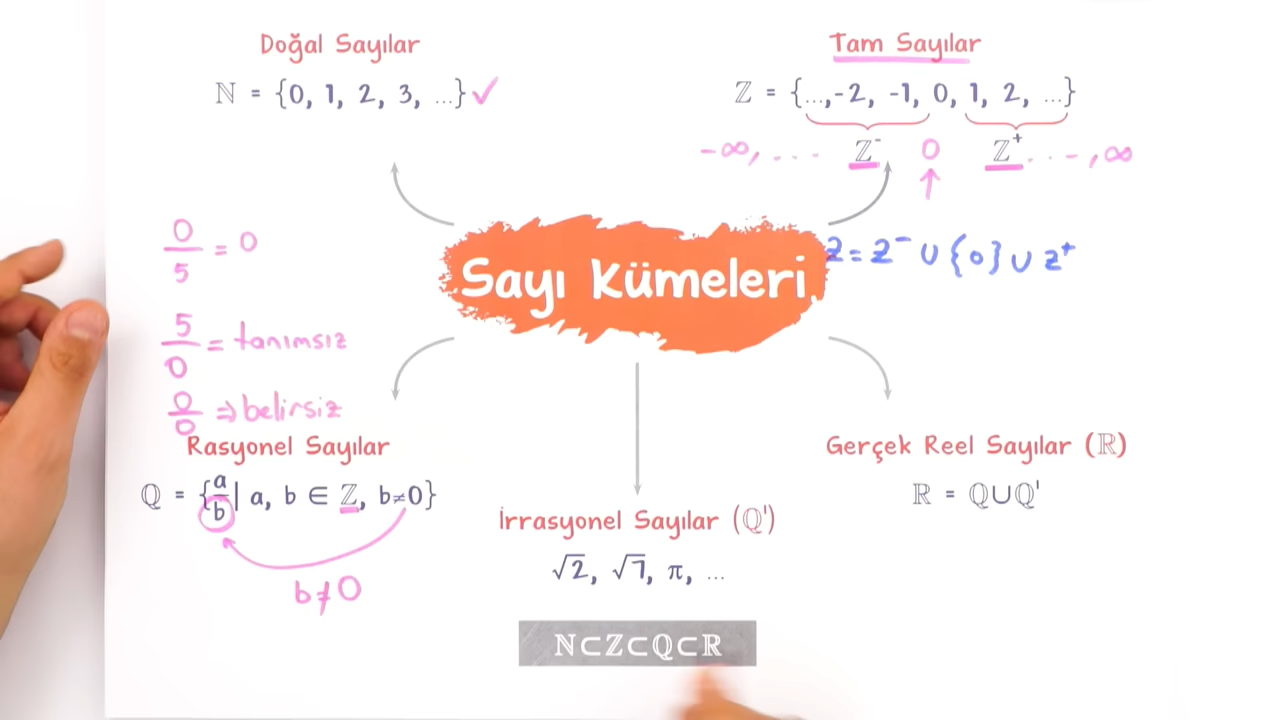 Doğal Sayılar
ℕ = {0, 1, 2, 3, ...} ✓
Tam Sayılar
Z = {...,-2, -1, 0, 1, 2, ...}
-∞, .... ℤ⁻ 0 ℤ⁺ ...-, ∞
↑
Z = Z⁻ ∪ {0} ∪ Z⁺
Sayı Kümeleri
0/5 = 0
5/0 = tanımsız
0/0 ⇒ belirsiz
Rasyonel Sayılar
ℚ = {a/b | a, b ∈ ℤ, b≠0}
b≠0
İrrasyonel Sayılar (ℚ')
√2, √7, π, ...
Gerçek Reel Sayılar (ℝ)
ℝ = ℚ∪ℚ'
ℕ⊂ℤ⊂ℚ⊂ℝ